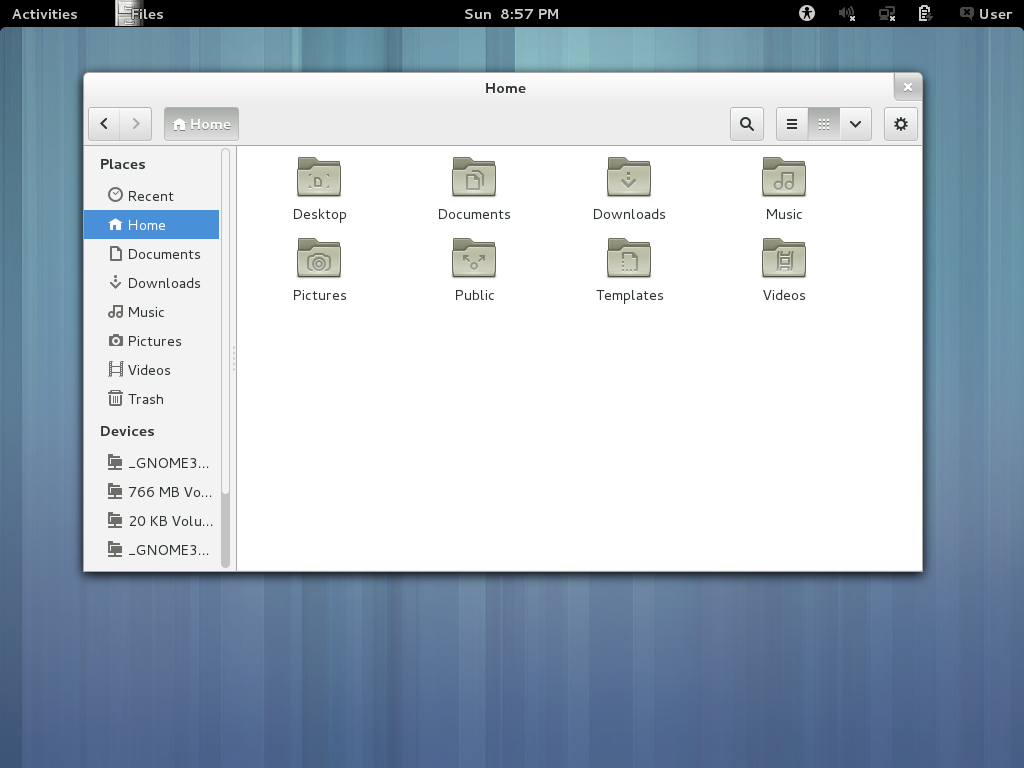 Activities Files Sun 8:57 PM User
Home
Home
Places
Recent
Home
Documents
Downloads
Music
Pictures
Videos
Trash
Devices
_GNOME3...
766 MB Vo...
20 KB Volu...
_GNOME3...
Desktop Documents Downloads Music
Pictures Public Templates Videos